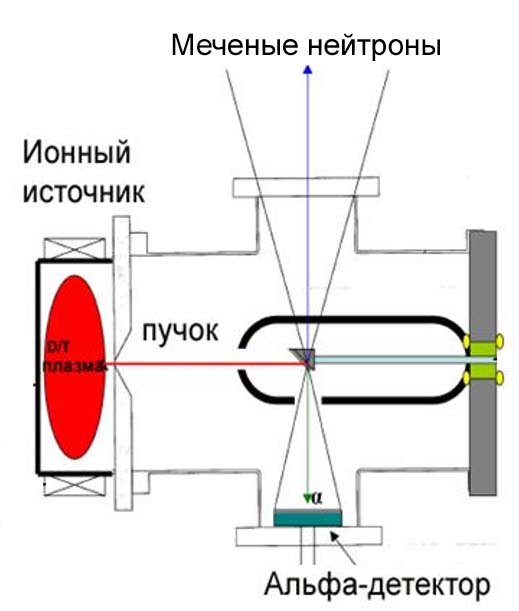 Меченые нейтроны
Ионный
источник
пучок
D/T
плазма
α
Альфа-детектор